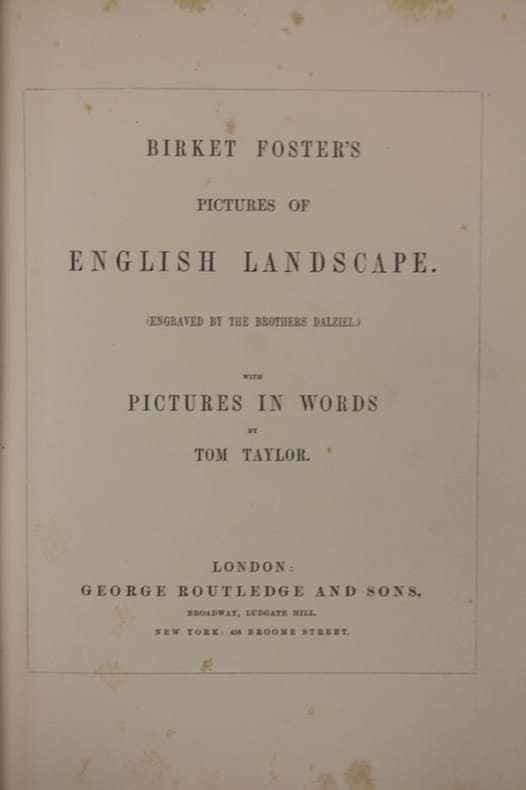 BIRKET FOSTER'S
PICTURES OF
ENGLISH LANDSCAPE.
(ENGRAVED BY THE BROTHERS DALZIEL.)
WITH
PICTURES IN WORDS
BY
TOM TAYLOR.
LONDON:
GEORGE ROUTLEDGE AND SONS,
BROADWAY, LUDGATE HILL.
NEW YORK: 416 BROOME STREET.